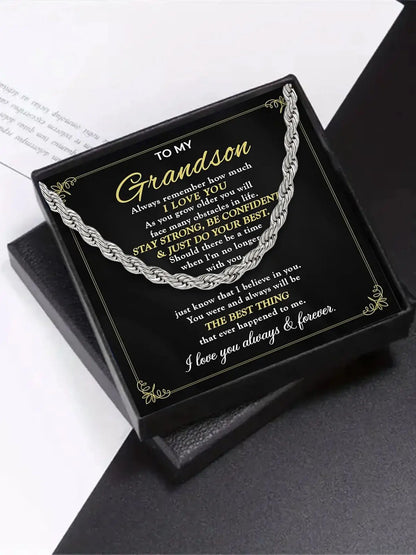 TO MY
Grandson
Always remember how much
I LOVE YOU
As you grow older you will
face many obstacles in life.
STAY STRONG, BE CONFIDENT
& JUST DO YOUR BEST.
Should there be a time
when I'm no longer
with you
just know that I believe in you.
You were and always will be
THE BEST THING
that ever happened to me.
I love you always & forever.